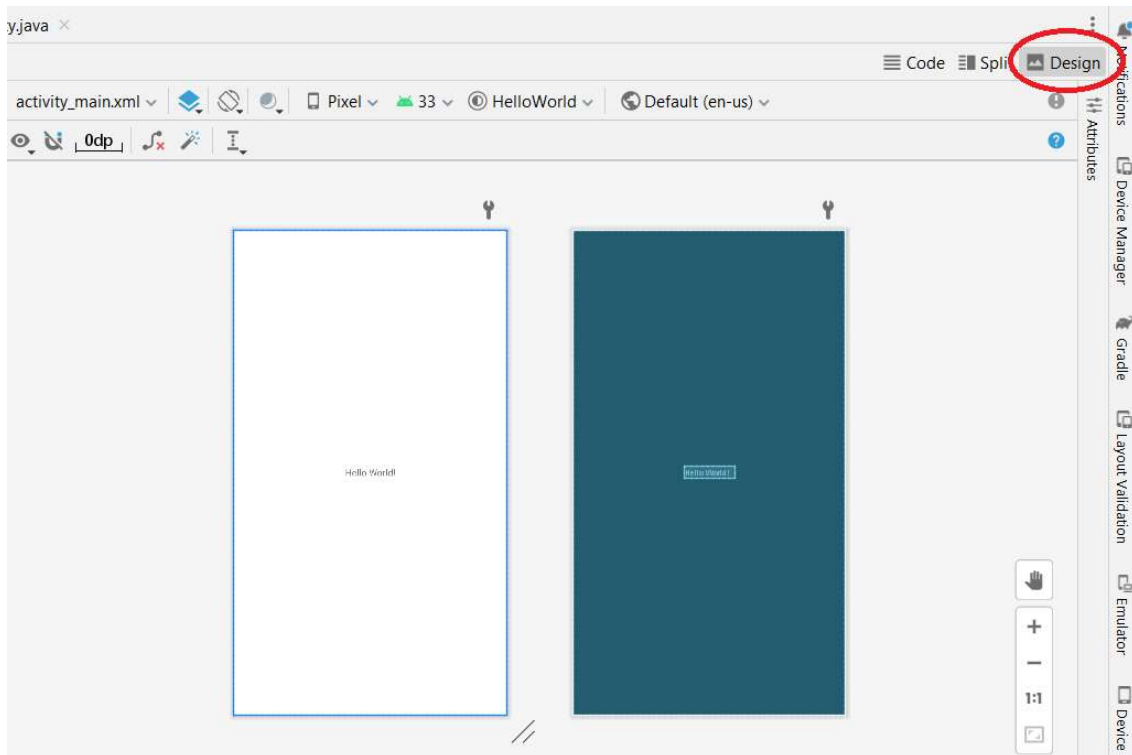 y.java
Code Split Design
activity_main.xml Pixel 33 HelloWorld Default (en-us)
0dp
Hello World!
Hello World!
1:1
Notifications
Attributes
Device Manager
Gradle
Layout Validation
Emulator
Device